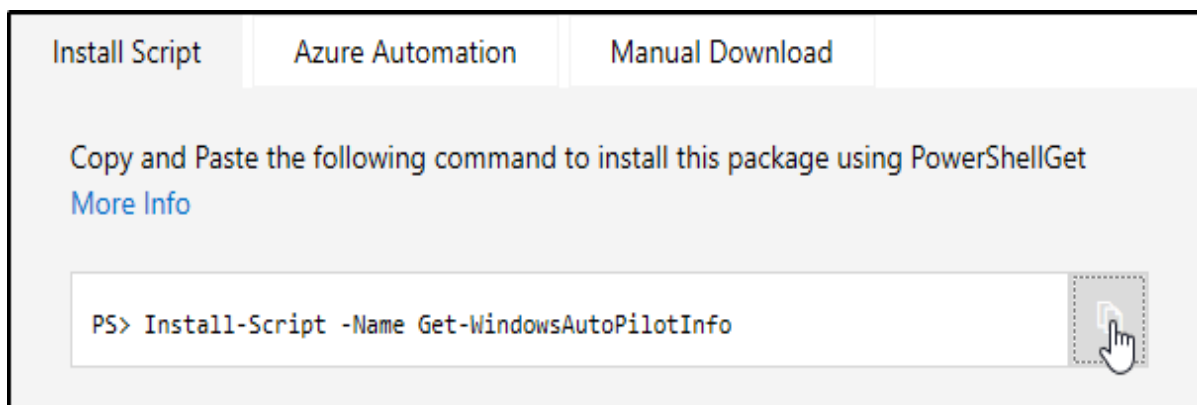 Install Script Azure Automation Manual Download
Copy and Paste the following command to install this package using PowerShellGet
More Info
PS> Install-Script -Name Get-WindowsAutoPilotInfo